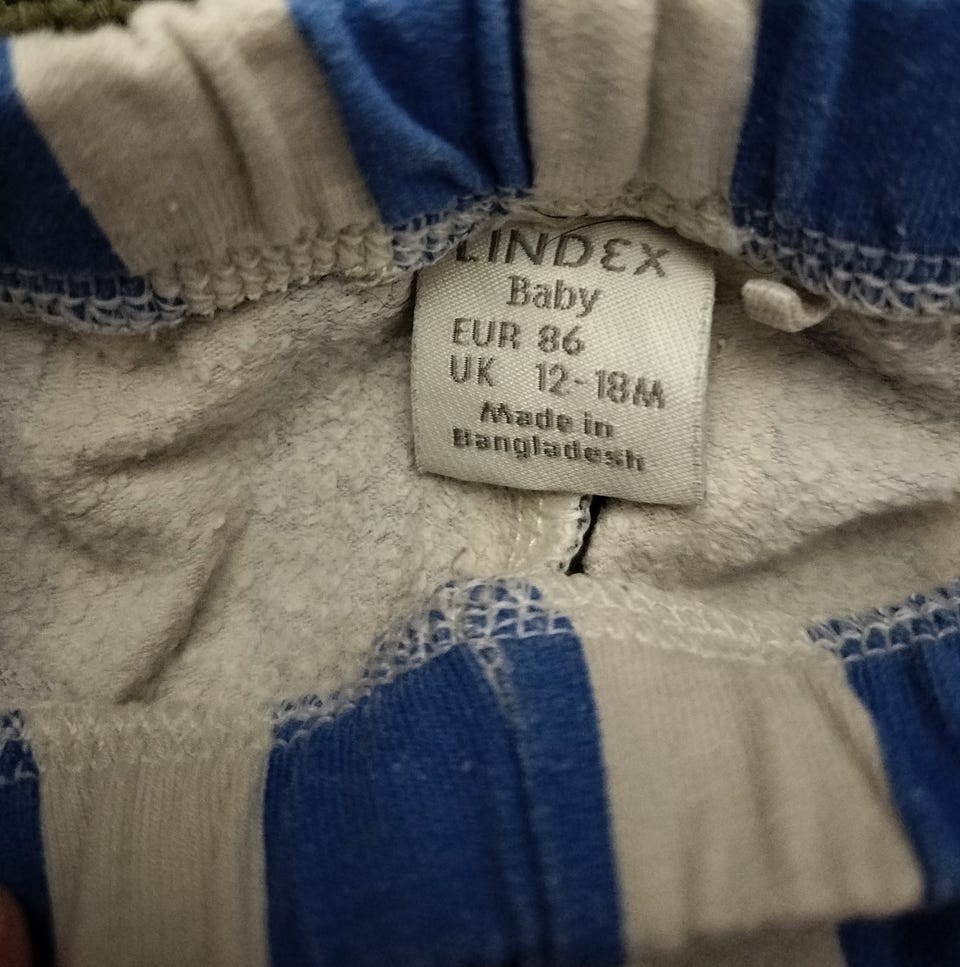 LINDEX
Baby
EUR 86
UK 12-18M
Made in
Bangladesh